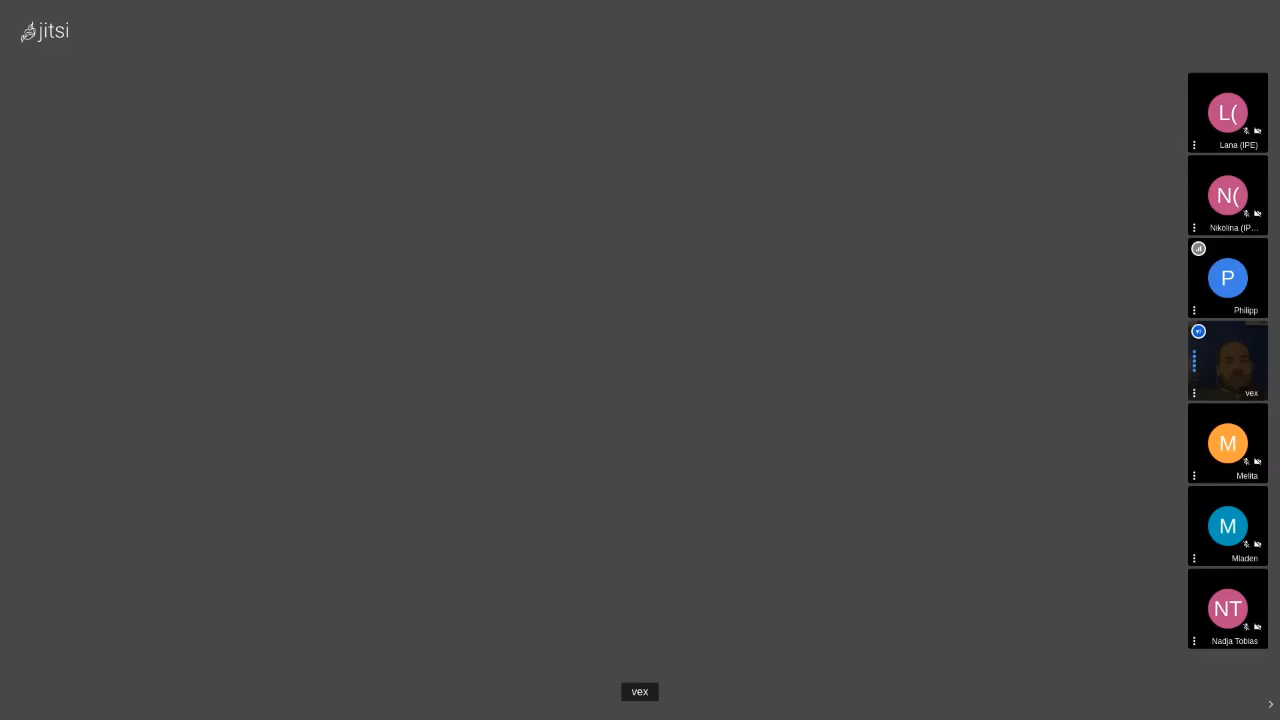 jitsi
L(
Lana (IPE)
N(
Nikolina (IP...
P
Philipp
vex
M
Melita
M
Mladen
NT
Nadja Tobias
vex